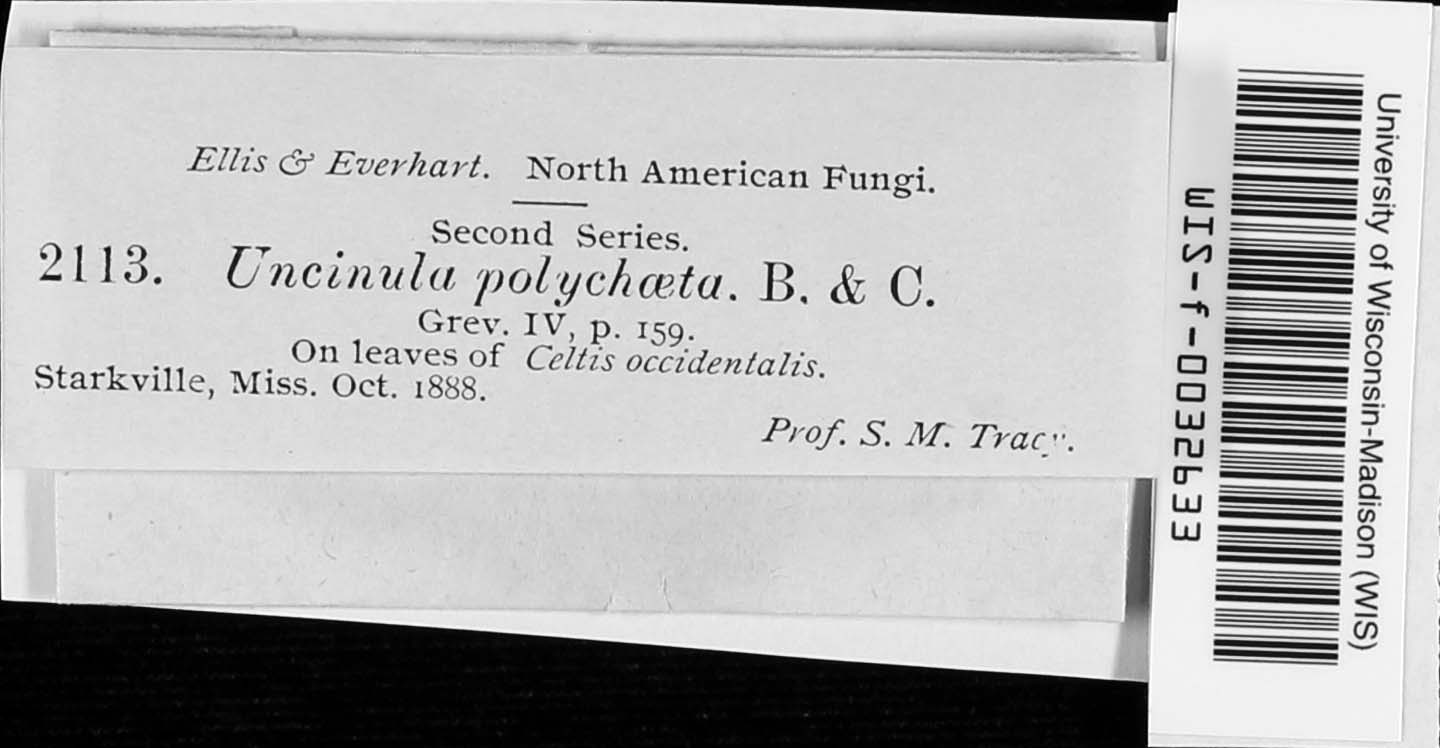 Ellis & Everhart. North American Fungi.
Second Series.
2113. Uncinula polychæta. B. & C.
Grev. IV, p. 159.
On leaves of Celtis occidentalis.
Starkville, Miss. Oct. 1888.
Prof. S. M. Tracy.
University of Wisconsin-Madison (WIS)
WIS-f-0032633